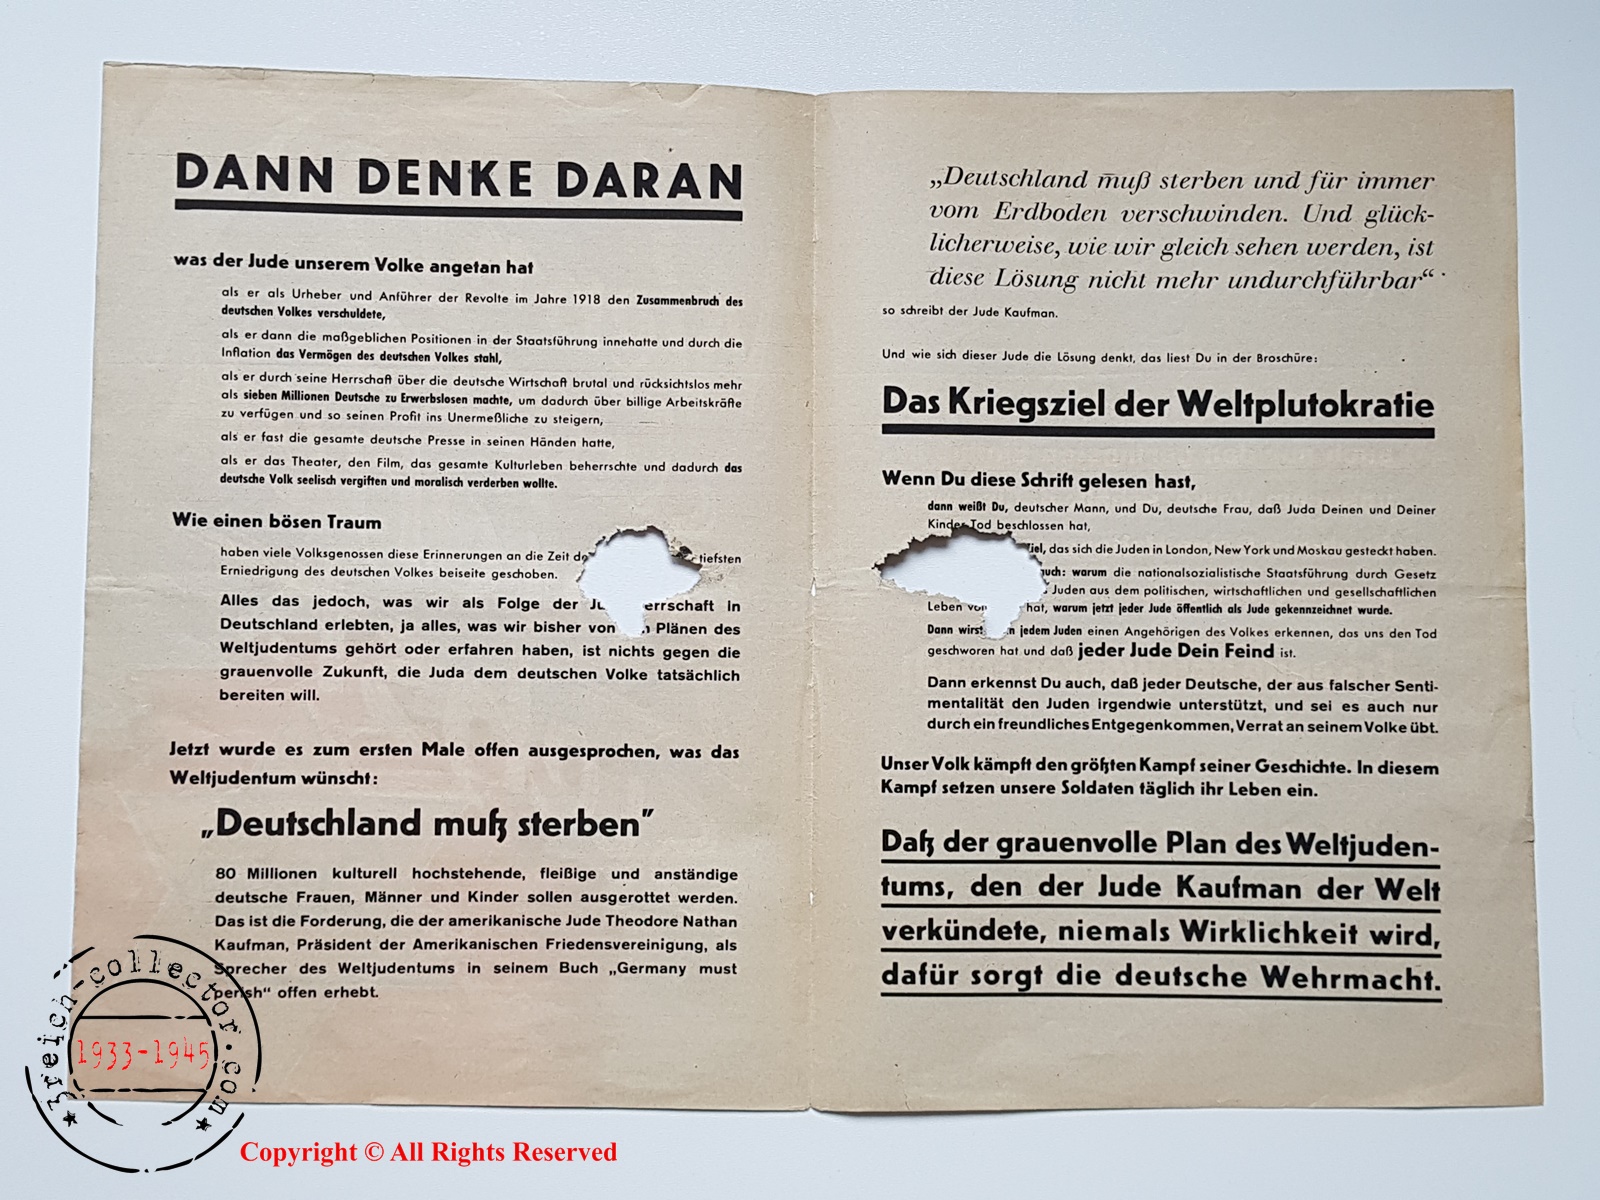 DANN DENKE DARAN
was der Jude unserem Volke angetan hat
als er als Urheber und Anführer der Revolte im Jahre 1918 den Zusammenbruch des
deutschen Volkes verschuldete,
als er dann die maßgeblichen Positionen in der Staatsführung innehatte und durch die
Inflation das Vermögen des deutschen Volkes stahl,
als er durch seine Herrschaft über die deutsche Wirtschaft brutal und rücksichtslos mehr
als sieben Millionen Deutsche zu Erwerbslosen machte, um dadurch über billige Arbeitskräfte
zu verfügen und so seinen Profit ins Unermeßliche zu steigern,
als er fast die gesamte deutsche Presse in seinen Händen hatte,
als er das Theater, den Film, das gesamte Kulturleben beherrschte und dadurch das
deutsche Volk seelisch vergiften und moralisch verderben wollte.
Wie einen bösen Traum
haben viele Volksgenossen diese Erinnerungen an die Zeit tiefsten
Erniedrigung des deutschen Volkes beiseite geschoben.
Alles das jedoch, was wir als Folge der in
Deutschland erlebten, ja alles, was wir bisher von Plänen des
Weltjudentums gehört oder erfahren haben, ist nichts gegen die
grauenvolle Zukunft, die Juda dem deutschen Volke tatsächlich
bereiten will.
Jetzt wurde es zum ersten Male offen ausgesprochen, was das
Weltjudentum wünscht:
„Deutschland muß sterben"
80 Millionen kulturell hochstehende, fleißige und anständige
deutsche Frauen, Männer und Kinder sollen ausgerottet werden.
Das ist die Forderung, die der amerikanische Jude Theodore Nathan
Kaufman, Präsident der Amerikanischen Friedensvereinigung, als
Sprecher des Weltjudentums in seinem Buch „Germany must
perish“ offen erhebt.
„Deutschland muß sterben und für immer
vom Erdboden verschwinden. Und glück-
licherweise, wie wir gleich sehen werden, ist
diese Lösung nicht mehr undurchführbar“
so schreibt der Jude Kaufman.
Und wie sich dieser Jude die Lösung denkt, das liest Du in der Broschüre:
Das Kriegsziel der Weltplutokratie
Wenn Du diese Schrift gelesen hast,
dann weißt Du, deutscher Mann, und Du, deutsche Frau, daß Juda Deinen und Deiner
Kinder Tod beschlossen hat,
das sich die Juden in London, New York und Moskau gesteckt haben.
warum die nationalsozialistische Staatsführung durch Gesetz
Juden aus dem politischen, wirtschaftlichen und gesellschaftlichen
Leben hat, warum jetzt jeder Jude öffentlich als Jude gekennzeichnet wurde.
Dann jedem Juden einen Angehörigen des Volkes erkennen, das uns den Tod
geschworen hat und daß jeder Jude Dein Feind ist.
Dann erkennst Du auch, daß jeder Deutsche, der aus falscher Senti-
mentalität den Juden irgendwie unterstützt, und sei es auch nur
durch ein freundliches Entgegenkommen, Verrat an seinem Volke übt.
Unser Volk kämpft den größten Kampf seiner Geschichte. In diesem
Kampf setzen unsere Soldaten täglich ihr Leben ein.
Daß der grauenvolle Plan des Weltjuden-
tums, den der Jude Kaufman der Welt
verkündete, niemals Wirklichkeit wird,
dafür sorgt die deutsche Wehrmacht.
3reich-collector.com
1933-1945
Copyright © All Rights Reserved